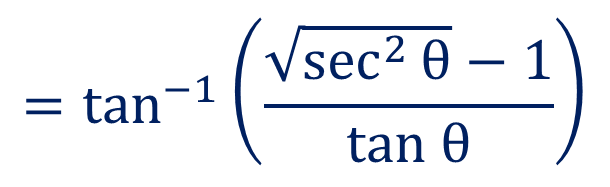 = tan⁻¹ (√(sec² θ) − 1 / tan θ)